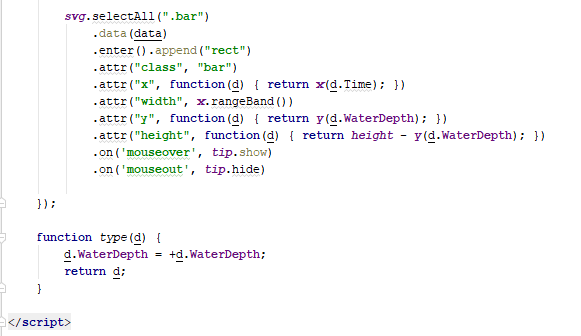 svg.selectAll(".bar")
.data(data)
.enter().append("rect")
.attr("class", "bar")
.attr("x", function(d) { return x(d.Time); })
.attr("width", x.rangeBand())
.attr("y", function(d) { return y(d.WaterDepth); })
.attr("height", function(d) { return height - y(d.WaterDepth); })
.on('mouseover', tip.show)
.on('mouseout', tip.hide)
});
function type(d) {
d.WaterDepth = +d.WaterDepth;
return d;
}
</script>